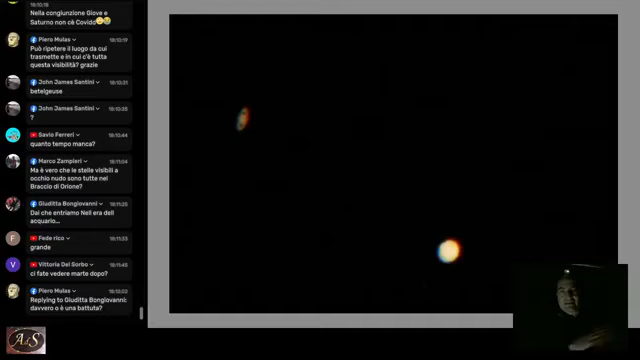 18:10:18
Nella congiunzione Giove e
Saturno non cè Covido🙄😢
Piero Mulas 18:10:19
Può ripetere il luogo da cui
trasmette e in cui c'è tutta
questa visibilità? grazie
John James Santini 18:10:31
betelgeuse
John James Santini 18:10:35
?
Savio Ferreri 18:10:44
quanto tempo manca?
Marco Zampieri 18:11:04
Ma è vero che le stelle visibili a
occhio nudo sono tutte nel
Braccio di Orione?
Giuditta Bongiovanni 18:11:25
Dai che entriamo Nell era dell
acquario...
F
Fede rico 18:11:33
grande
V
Vittoria Del Sorbo 18:11:45
ci fate vedere marte dopo?
Piero Mulas 18:12:02
Replying to Giuditta Bongiovanni:
davvero o è una battuta?
AdS